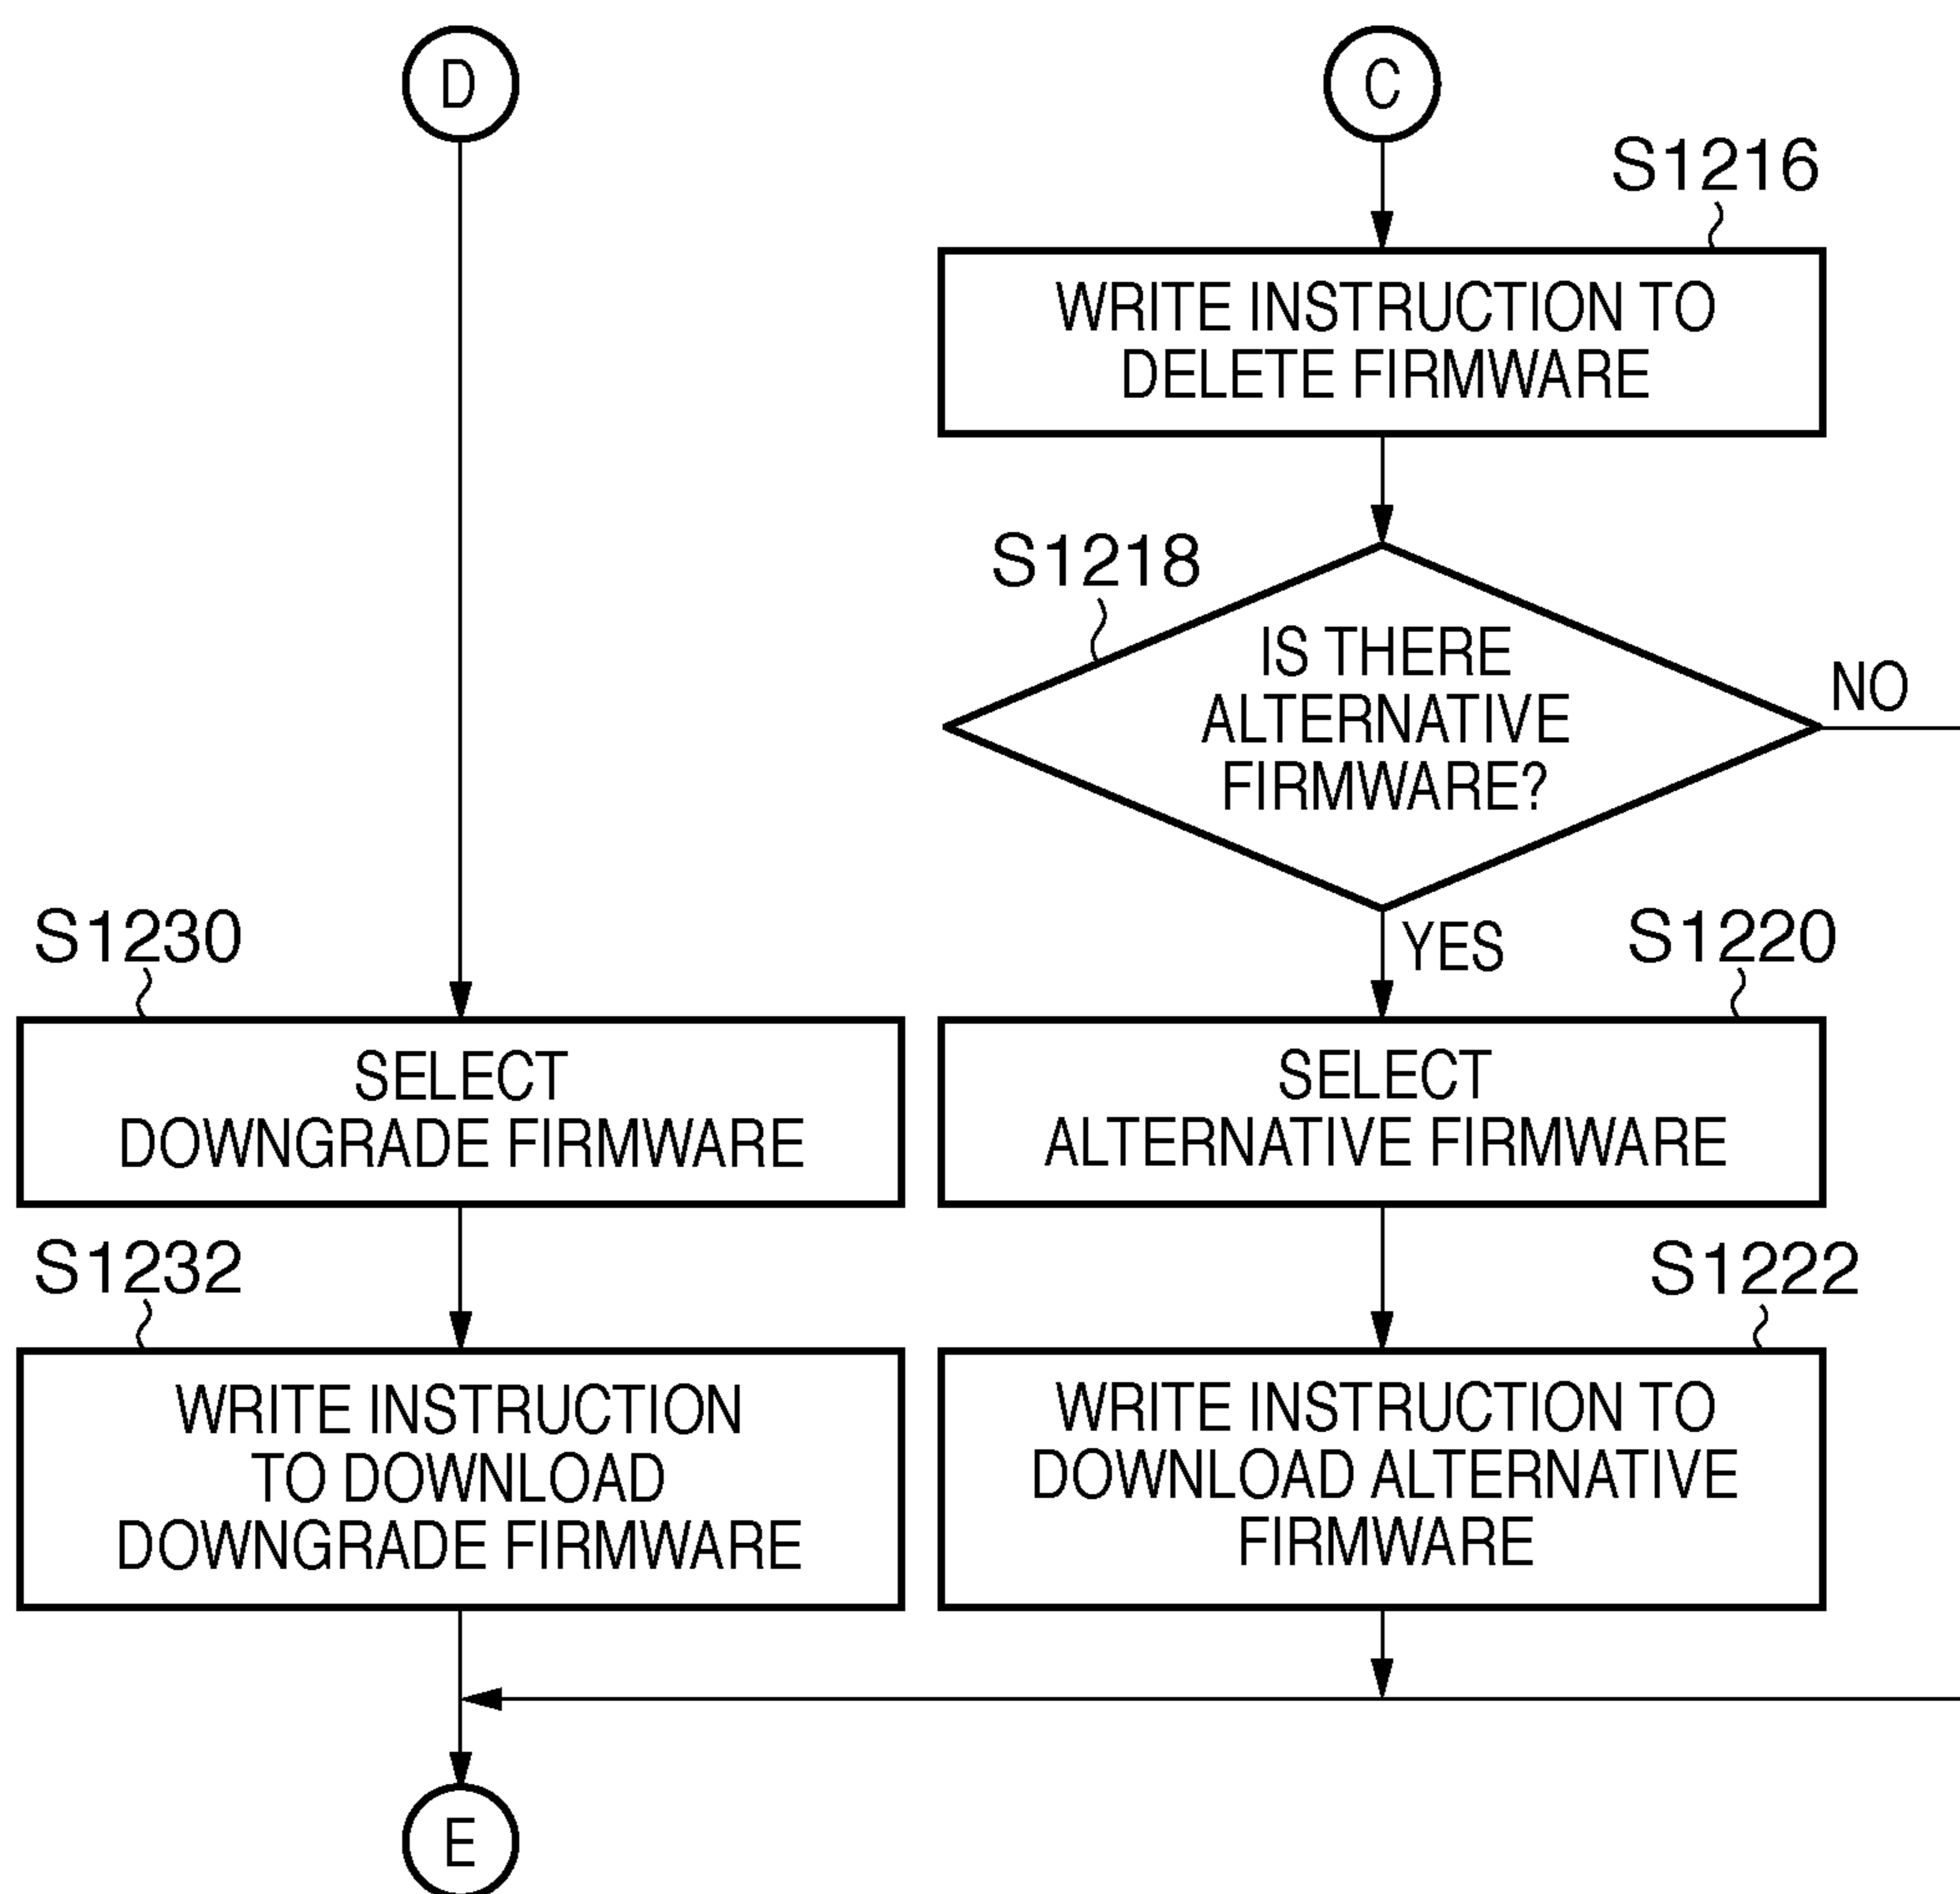 D
C
S1216
WRITE INSTRUCTION TO
DELETE FIRMWARE
S1218
IS THERE
ALTERNATIVE
FIRMWARE?
NO
YES
S1230
S1220
SELECT
DOWNGRADE FIRMWARE
SELECT
ALTERNATIVE FIRMWARE
S1232
S1222
WRITE INSTRUCTION
TO DOWNLOAD
DOWNGRADE FIRMWARE
WRITE INSTRUCTION TO
DOWNLOAD ALTERNATIVE
FIRMWARE
E